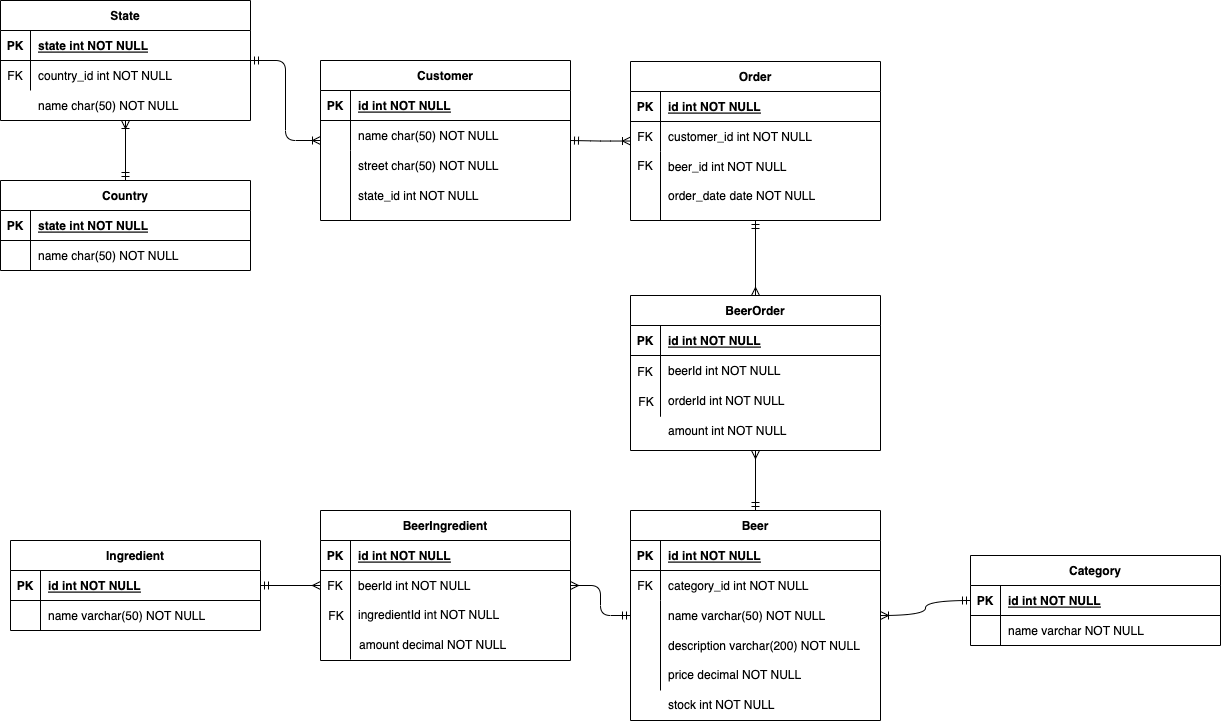 State
PK state int NOT NULL
FK country_id int NOT NULL
name char(50) NOT NULL
Country
PK state int NOT NULL
name char(50) NOT NULL
Customer
PK id int NOT NULL
name char(50) NOT NULL
street char(50) NOT NULL
state_id int NOT NULL
Order
PK id int NOT NULL
FK customer_id int NOT NULL
FK beer_id int NOT NULL
order_date date NOT NULL
BeerOrder
PK id int NOT NULL
FK beerId int NOT NULL
FK orderId int NOT NULL
amount int NOT NULL
Ingredient
PK id int NOT NULL
name varchar(50) NOT NULL
BeerIngredient
PK id int NOT NULL
FK beerId int NOT NULL
FK ingredientId int NOT NULL
amount decimal NOT NULL
Beer
PK id int NOT NULL
FK category_id int NOT NULL
name varchar(50) NOT NULL
description varchar(200) NOT NULL
price decimal NOT NULL
stock int NOT NULL
Category
PK id int NOT NULL
name varchar NOT NULL